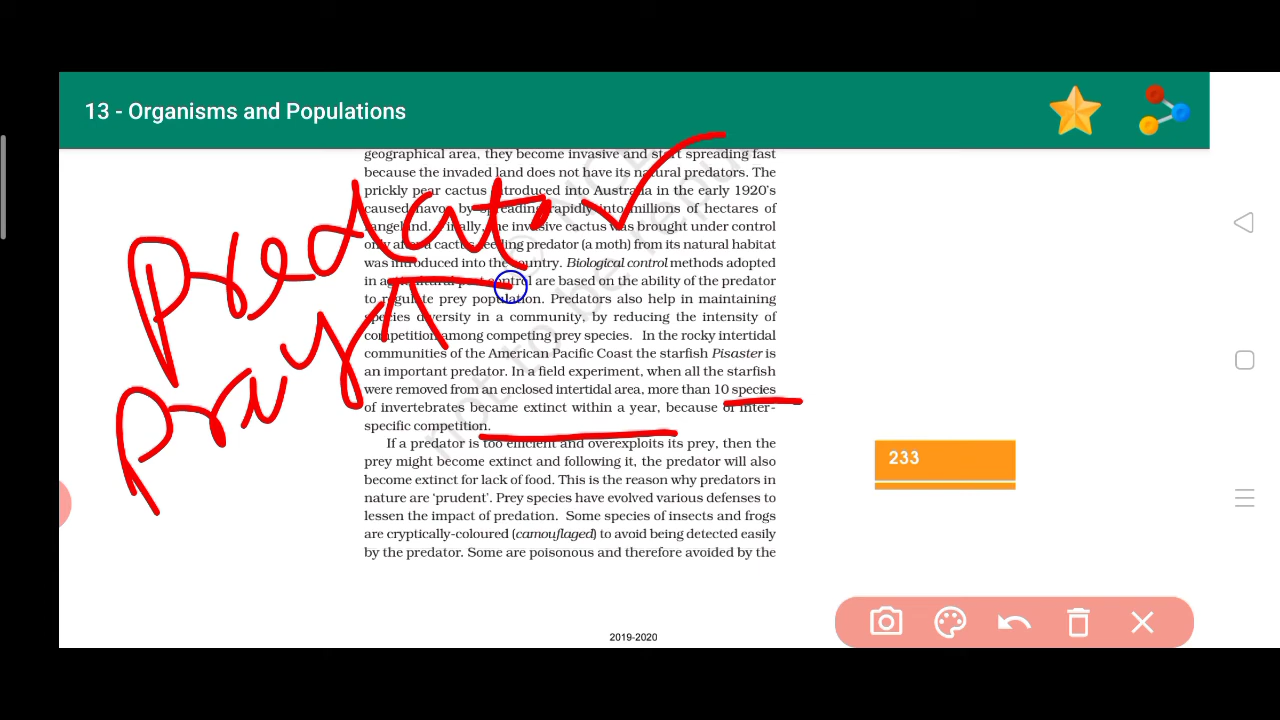 13 - Organisms and Populations
geographical area, they become invasive and start spreading fast
because the invaded land does not have its natural predators. The
prickly pear cactus introduced into Australia in the early 1920's
caused havoc by spreading rapidly into millions of hectares of
rangeland. Finally, the invasive cactus was brought under control
only after a cactus-feeding predator (a moth) from its natural habitat
was introduced into the country. Biological control methods adopted
in agricultural pest control are based on the ability of the predator
to regulate prey population. Predators also help in maintaining
species diversity in a community, by reducing the intensity of
competition among competing prey species. In the rocky intertidal
communities of the American Pacific Coast the starfish Pisaster is
an important predator. In a field experiment, when all the starfish
were removed from an enclosed intertidal area, more than 10 species
of invertebrates became extinct within a year, because of inter-
specific competition.
If a predator is too efficient and overexploits its prey, then the
prey might become extinct and following it, the predator will also
become extinct for lack of food. This is the reason why predators in
nature are 'prudent'. Prey species have evolved various defenses to
lessen the impact of predation. Some species of insects and frogs
are cryptically-coloured (camouflaged) to avoid being detected easily
by the predator. Some are poisonous and therefore avoided by the
Predator
Pray
233
2019-2020
not to be repu